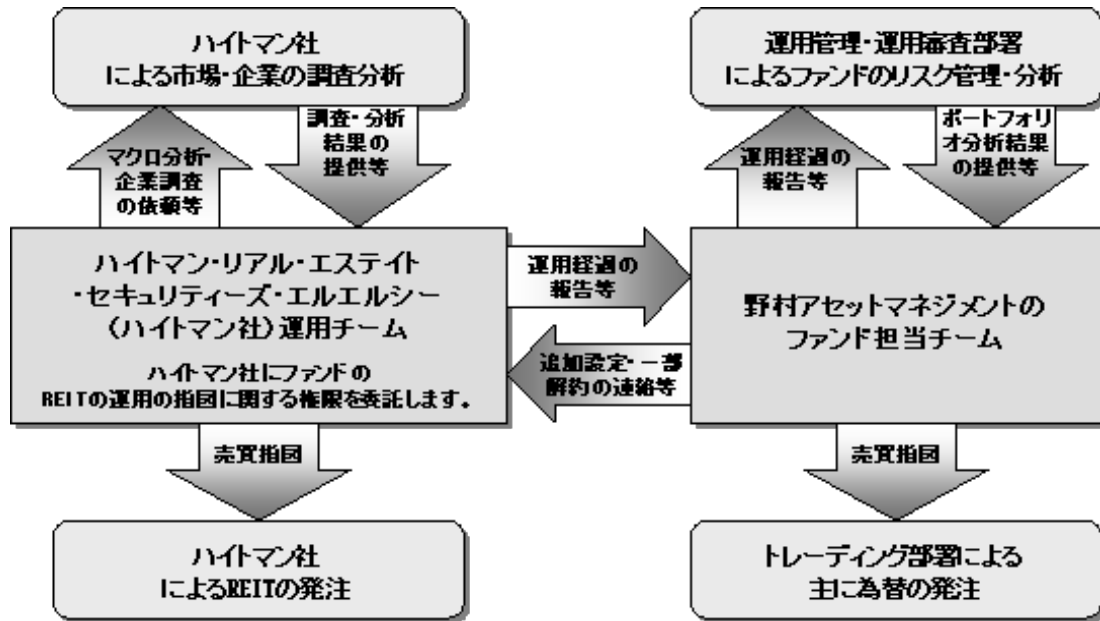 ハイトマン社
による市場・企業の調査分析
運用管理・運用審査部署
によるファンドのリスク管理・分析
マクロ分析・
企業調査
の依頼等
調査・分析
結果の
提供等
運用経過の
報告等
ポートフォリ
オ分析結果
の提供等
ハイトマン・リアル・エステイト
・セキュリティーズ・エルエルシー
（ハイトマン社）運用チーム
ハイトマン社にファンドの
REITの運用の指図に関する権限を委託します。
運用経過の
報告等
追加設定・一部
解約の連絡等
野村アセットマネジメントの
ファンド担当チーム
売買指図
売買指図
ハイトマン社
によるREITの発注
トレーディング部署による
主に為替の発注